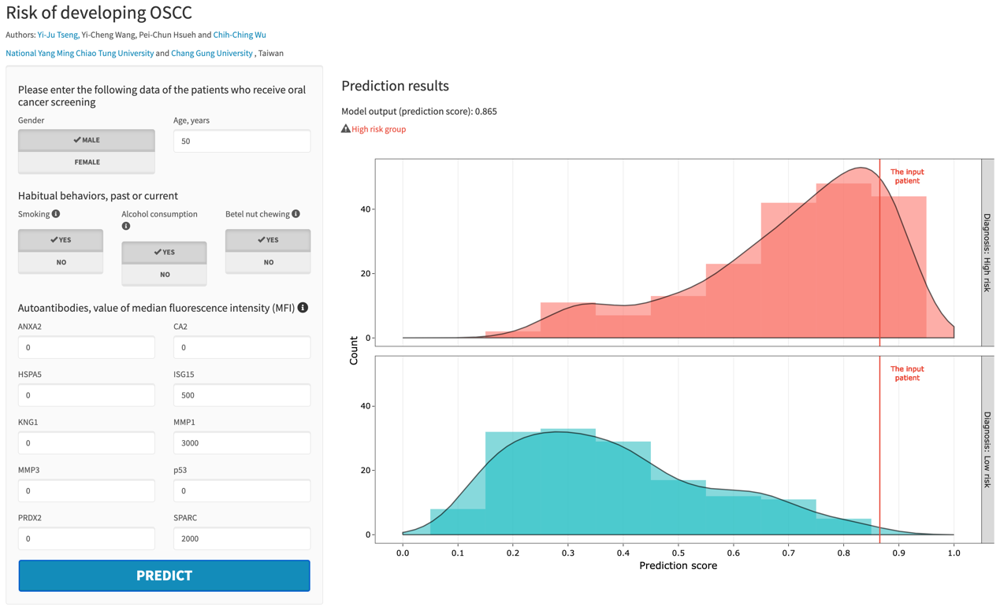 Risk of developing OSCC
Authors: Yi-Ju Tseng, Yi-Cheng Wang, Pei-Chun Hsueh and Chih-Ching Wu
National Yang Ming Chiao Tung University and Chang Gung University , Taiwan
Please enter the following data of the patients who receive oral
cancer screening
Gender
MALE
FEMALE
Age, years
50
Habitual behaviors, past or current
Smoking
YES
NO
Alcohol consumption
YES
NO
Betel nut chewing
YES
NO
Autoantibodies, value of median fluorescence intensity (MFI)
ANXA2
0
CA2
0
HSPA5
0
ISG15
500
KNG1
0
MMP1
3000
MMP3
0
p53
0
PRDX2
0
SPARC
2000
PREDICT
Prediction results
Model output (prediction score): 0.865
High risk group
The input
patient
40
20
0
Diagnosis: High risk
Count
The input
patient
40
20
0
Diagnosis: Low risk
0.0 0.1 0.2 0.3 0.4 0.5 0.6 0.7 0.8 0.9 1.0
Prediction score